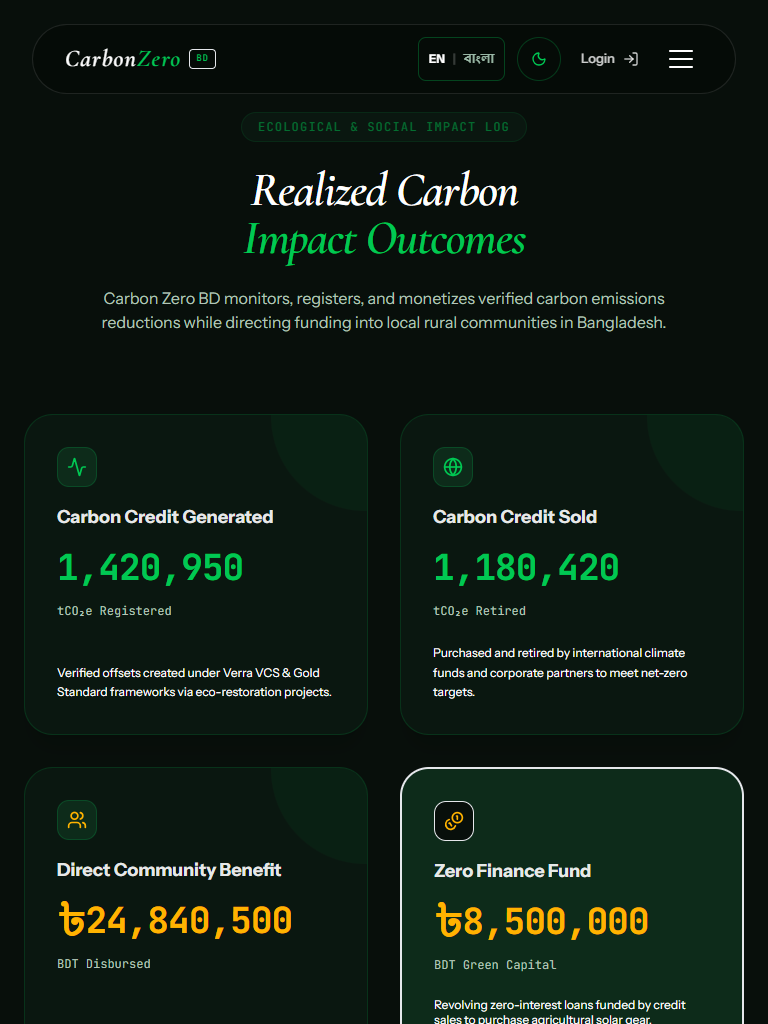 CarbonZero BD
EN | বাংলা
Login
ECOLOGICAL & SOCIAL IMPACT LOG
Realized Carbon
Impact Outcomes
Carbon Zero BD monitors, registers, and monetizes verified carbon emissions
reductions while directing funding into local rural communities in Bangladesh.
Carbon Credit Generated
1,420,950
tCO₂e Registered
Verified offsets created under Verra VCS & Gold
Standard frameworks via eco-restoration projects.
Carbon Credit Sold
1,180,420
tCO₂e Retired
Purchased and retired by international climate
funds and corporate partners to meet net-zero
targets.
Direct Community Benefit
৳24,840,500
BDT Disbursed
Zero Finance Fund
৳8,500,000
BDT Green Capital
Revolving zero-interest loans funded by credit
sales to purchase agricultural solar gear.